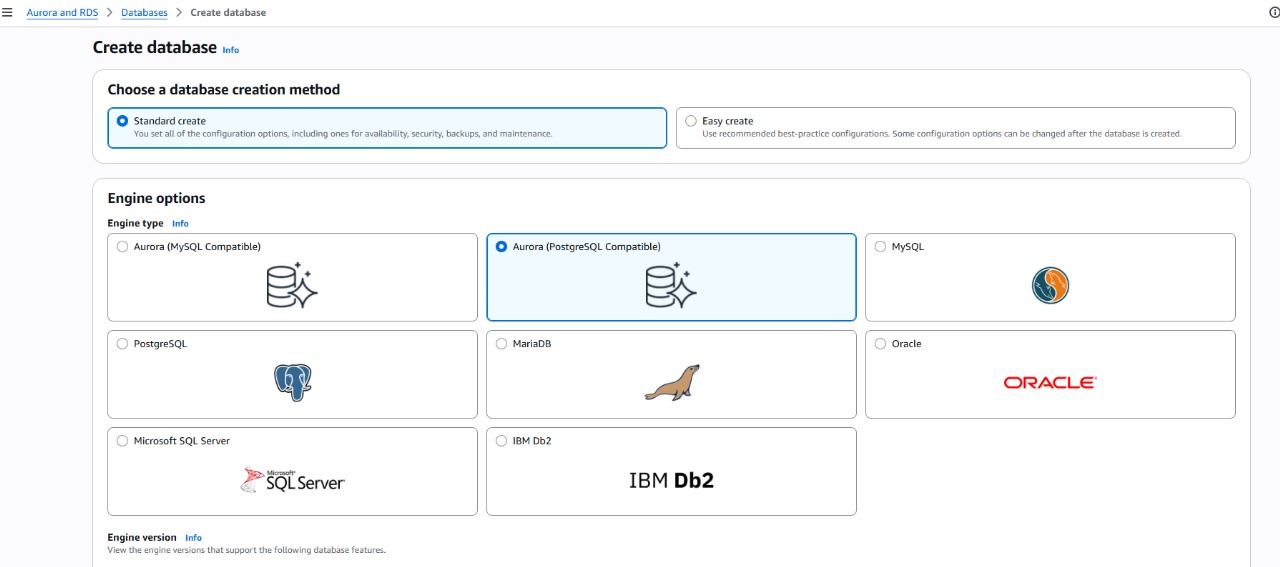 Aurora and RDS > Databases > Create database
Create database Info
Choose a database creation method
Standard create
You set all of the configuration options, including ones for availability, security, backups, and maintenance.
Easy create
Use recommended best-practice configurations. Some configuration options can be changed after the database is created.
Engine options
Engine type Info
Aurora (MySQL Compatible)
Aurora (PostgreSQL Compatible)
MySQL
PostgreSQL
MariaDB
Oracle
ORACLE
Microsoft SQL Server
Microsoft
SQL Server
IBM Db2
IBM Db2
Engine version Info
View the engine versions that support the following database features.